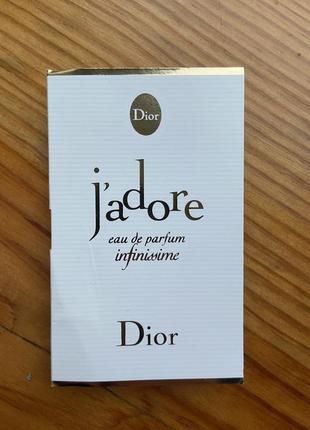 Dior
j'adore
eau de parfum
infinissime
Dior